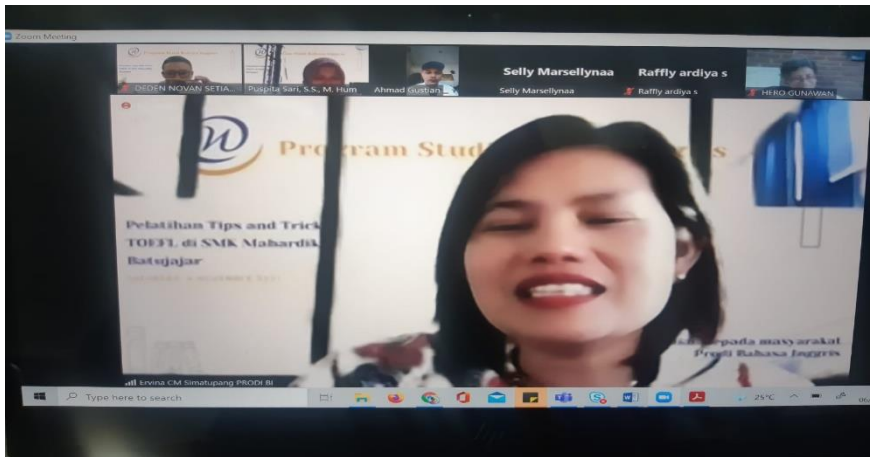 Zoom Meeting
DEDEN NOVAN SETIA...
Puspita Sari, S.S., M. Hum
Ahmad Gustian
Selly Marsellynaa
Selly Marsellynaa
Raffly ardiya s
Raffly ardiya s
HERO GUNAWAN
Program Stud
s
Pelatihan Tips and Trick
TOEFL di SMK Mahardik
Batujajar
pada masyarakat
Prodi Bahasa Inggris
Ervina CM Simatupang PRODI BI
Type here to search
25°C